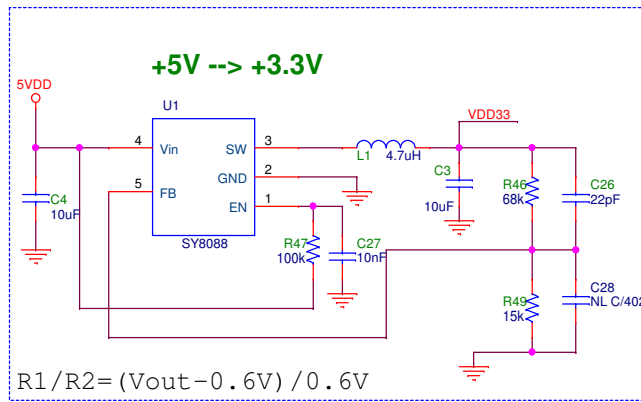 +5V --> +3.3V
5VDD
U1
VDD33
4
Vin
SW
3
L1
4.7uH
GND
2
5
FB
EN
1
C4
10uF
SY8088
R47
100k
C27
10nF
C3
10uF
R46
68k
C26
22pF
R49
15k
C28
NL C/402
R1/R2=(Vout-0.6V)/0.6V